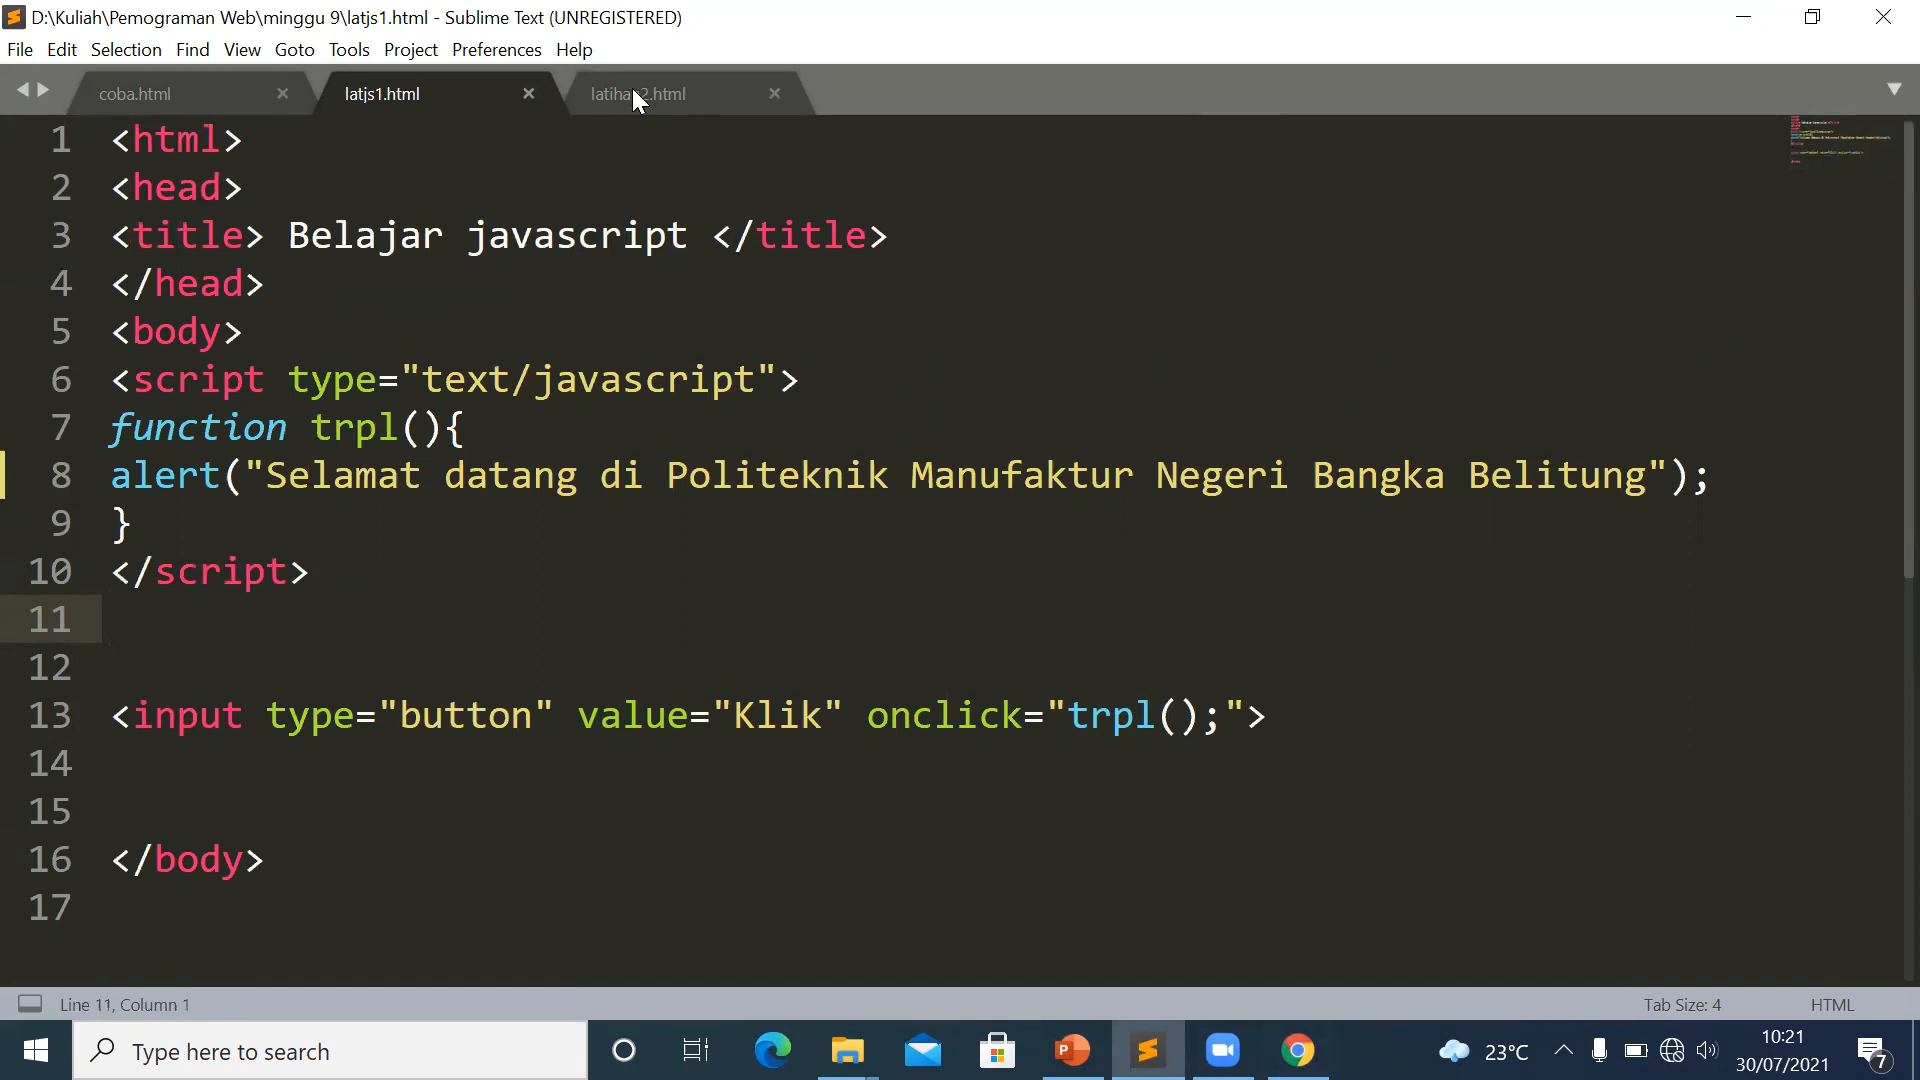 D:\Kuliah\Pemograman Web\minggu 9\latjs1.html - Sublime Text (UNREGISTERED)
File Edit Selection Find View Goto Tools Project Preferences Help
coba.html latjs1.html 2.html
1 <html>
2 <head>
3 <title> Belajar javascript </title>
4 </head>
5 <body>
6 <script type="text/javascript">
7 function trpl(){
8 alert("Selamat datang di Politeknik Manufaktur Negeri Bangka Belitung");
9 }
10 </script>
11
12
13 <input type="button" value="Klik" onclick="trpl();">
14
15
16 </body>
17
Line 11, Column 1 Tab Size: 4 HTML
Type here to search 23°C 10:21
30/07/2021 7